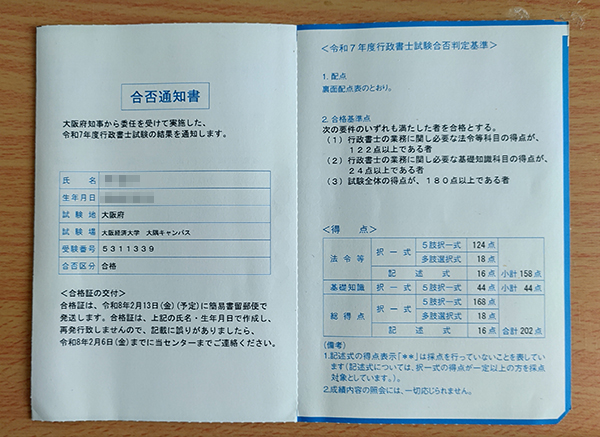 合否通知書
大阪府知事から委任を受けて実施した、
令和7年度行政書士試験の結果を通知します。
氏名
生年月日
試験地 大阪府
試験場 大阪経済大学 大隅キャンパス
受験番号 5311339
合否区分 合格
＜合格証の交付＞
合格証は、令和8年2月13日(金)(予定)に簡易書留郵便で
発送します。合格証は、上記の氏名・生年月日で作成し、
再発行致しませんので、記載に誤りがありましたら、
令和8年2月6日(金)までに当センターまでご連絡ください。
＜令和７年度行政書士試験合否判定基準＞
1. 配点
裏面配点表のとおり。
2. 合格基準点
次の要件のいずれも満たした者を合格とする。
（1）行政書士の業務に関し必要な法令等科目の得点が、
１２２点以上である者
（2）行政書士の業務に関し必要な基礎知識科目の得点が、
２４点以上である者
（3）試験全体の得点が、１８０点以上である者
＜得点＞
法令等 択一式 5肢択一式 124点
多肢選択式 18点
記述式 16点 小計 158点
基礎知識 択一式 5肢択一式 44点 小計 44点
総得点 択一式 5肢択一式 168点
多肢選択式 18点
記述式 16点 合計 202点
(備考)
1.記述式の得点表示「＊＊」は採点を行っていないことを表してい
ます(記述式については、択一式の得点が一定以上の方を採点
対象としています。)。
2.成績内容の照会には、一切応じられません。